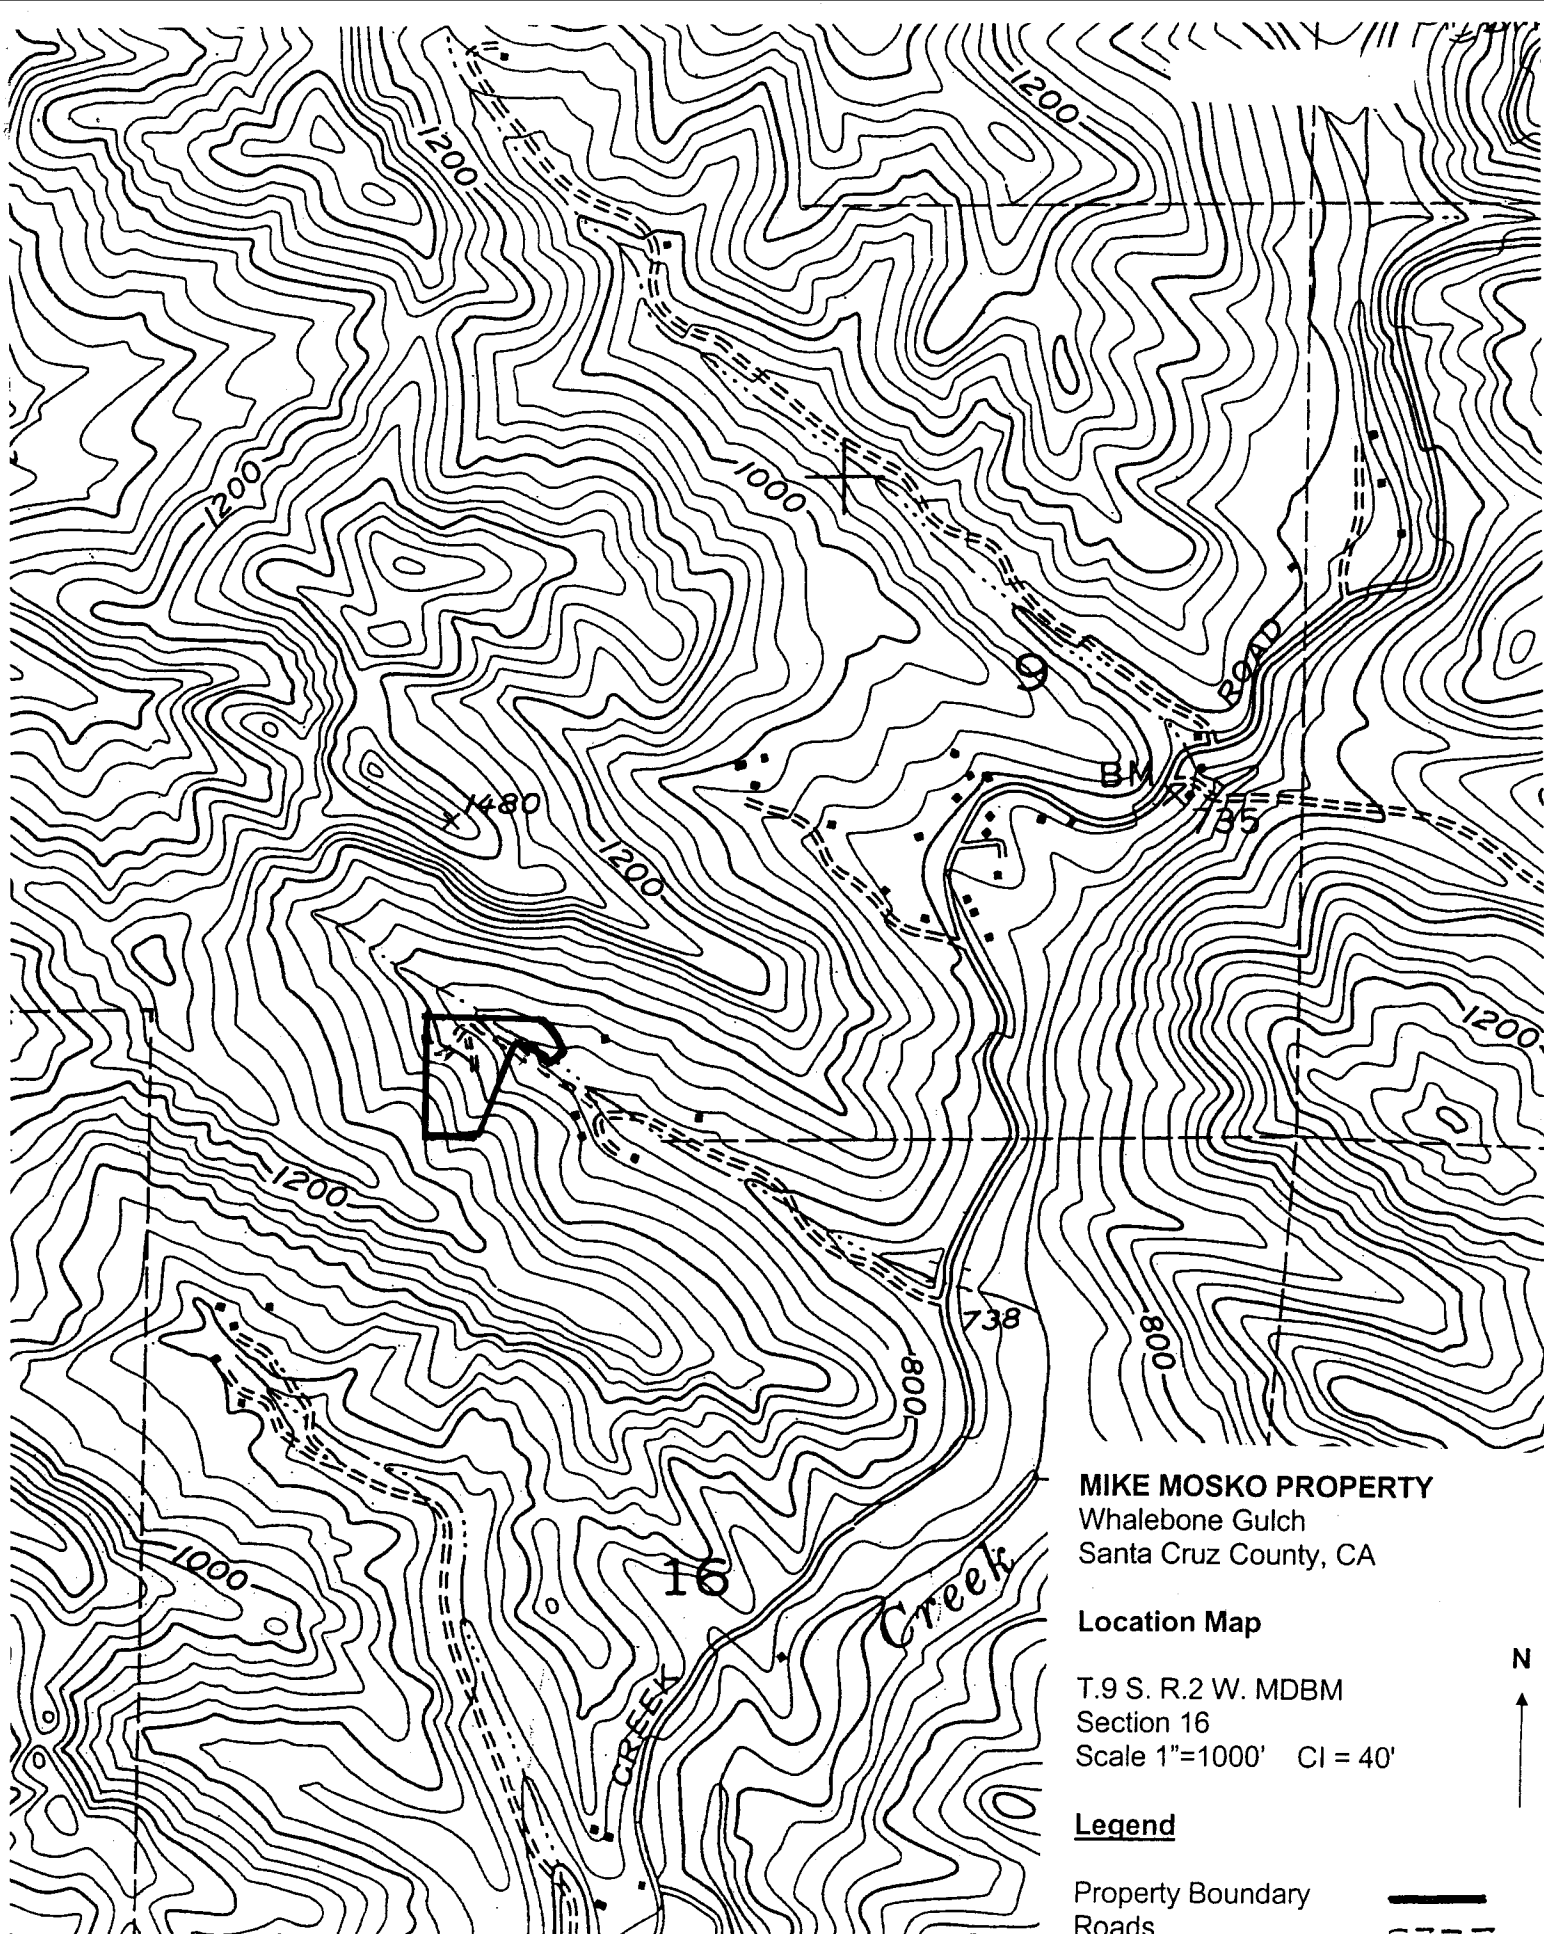 1200
1200
1200
1000
9
ROAD
BM
735
1480
1200
1200
1200
738
800
800
1000
16
Creek
CREEK
MIKE MOSKO PROPERTY
Whalebone Gulch
Santa Cruz County, CA
Location Map
N
T.9 S. R.2 W. MDBM
Section 16
Scale 1"=1000' CI = 40'
Legend
Property Boundary
Roads